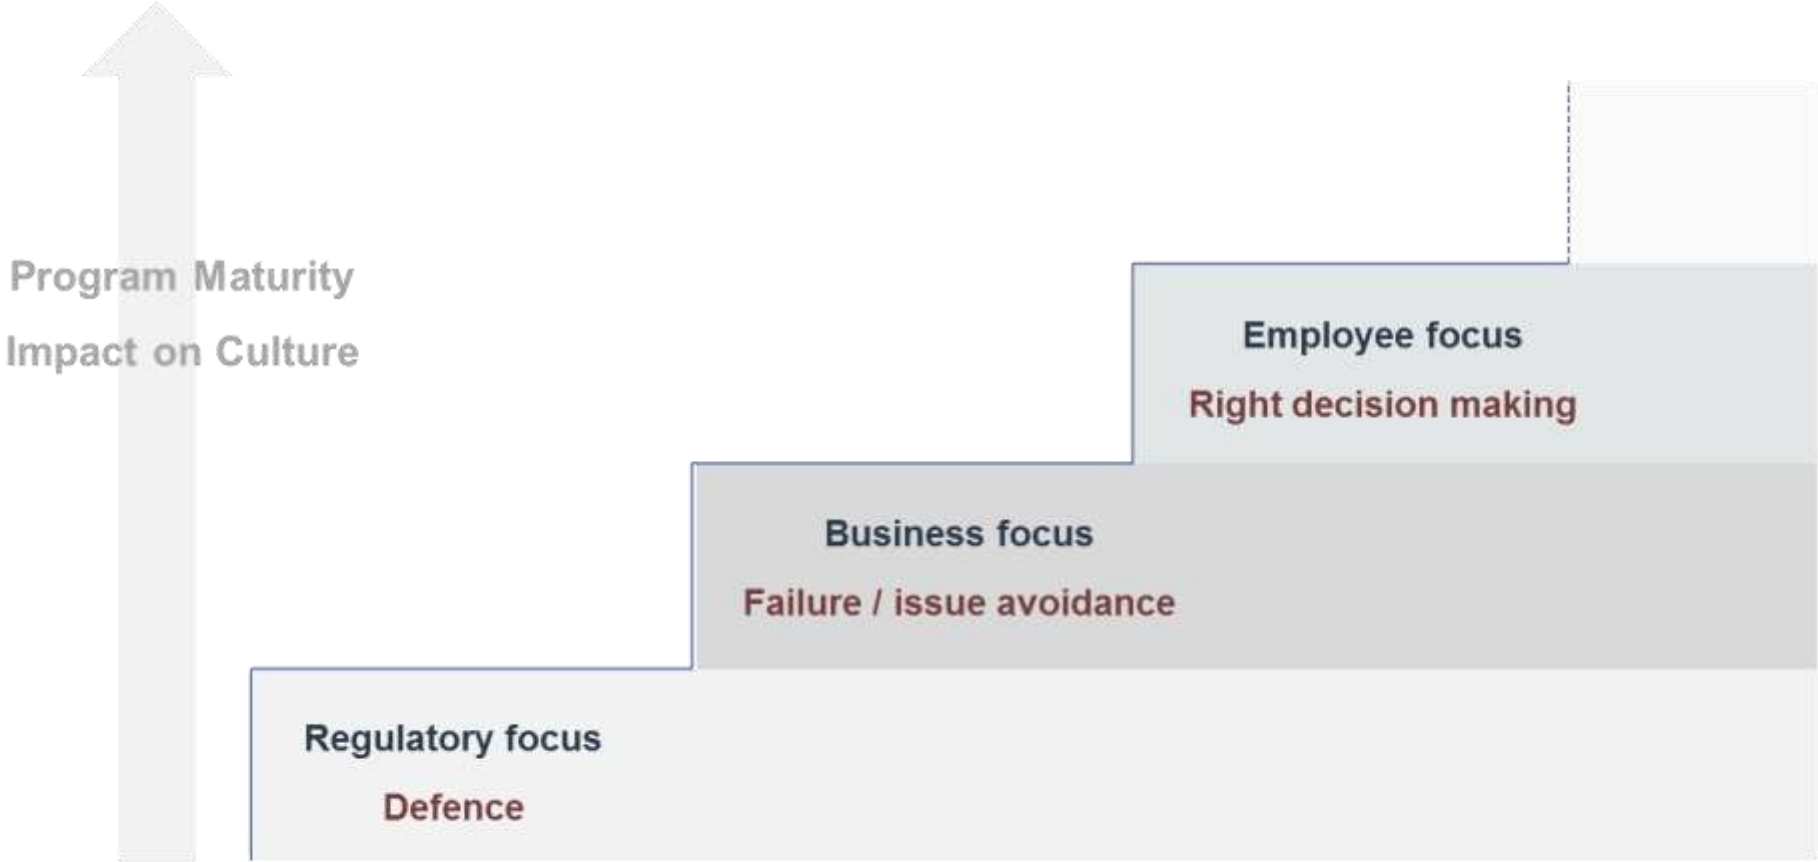 Program Maturity
Impact on Culture
Employee focus
Right decision making
Business focus
Failure / issue avoidance
Regulatory focus
Defence